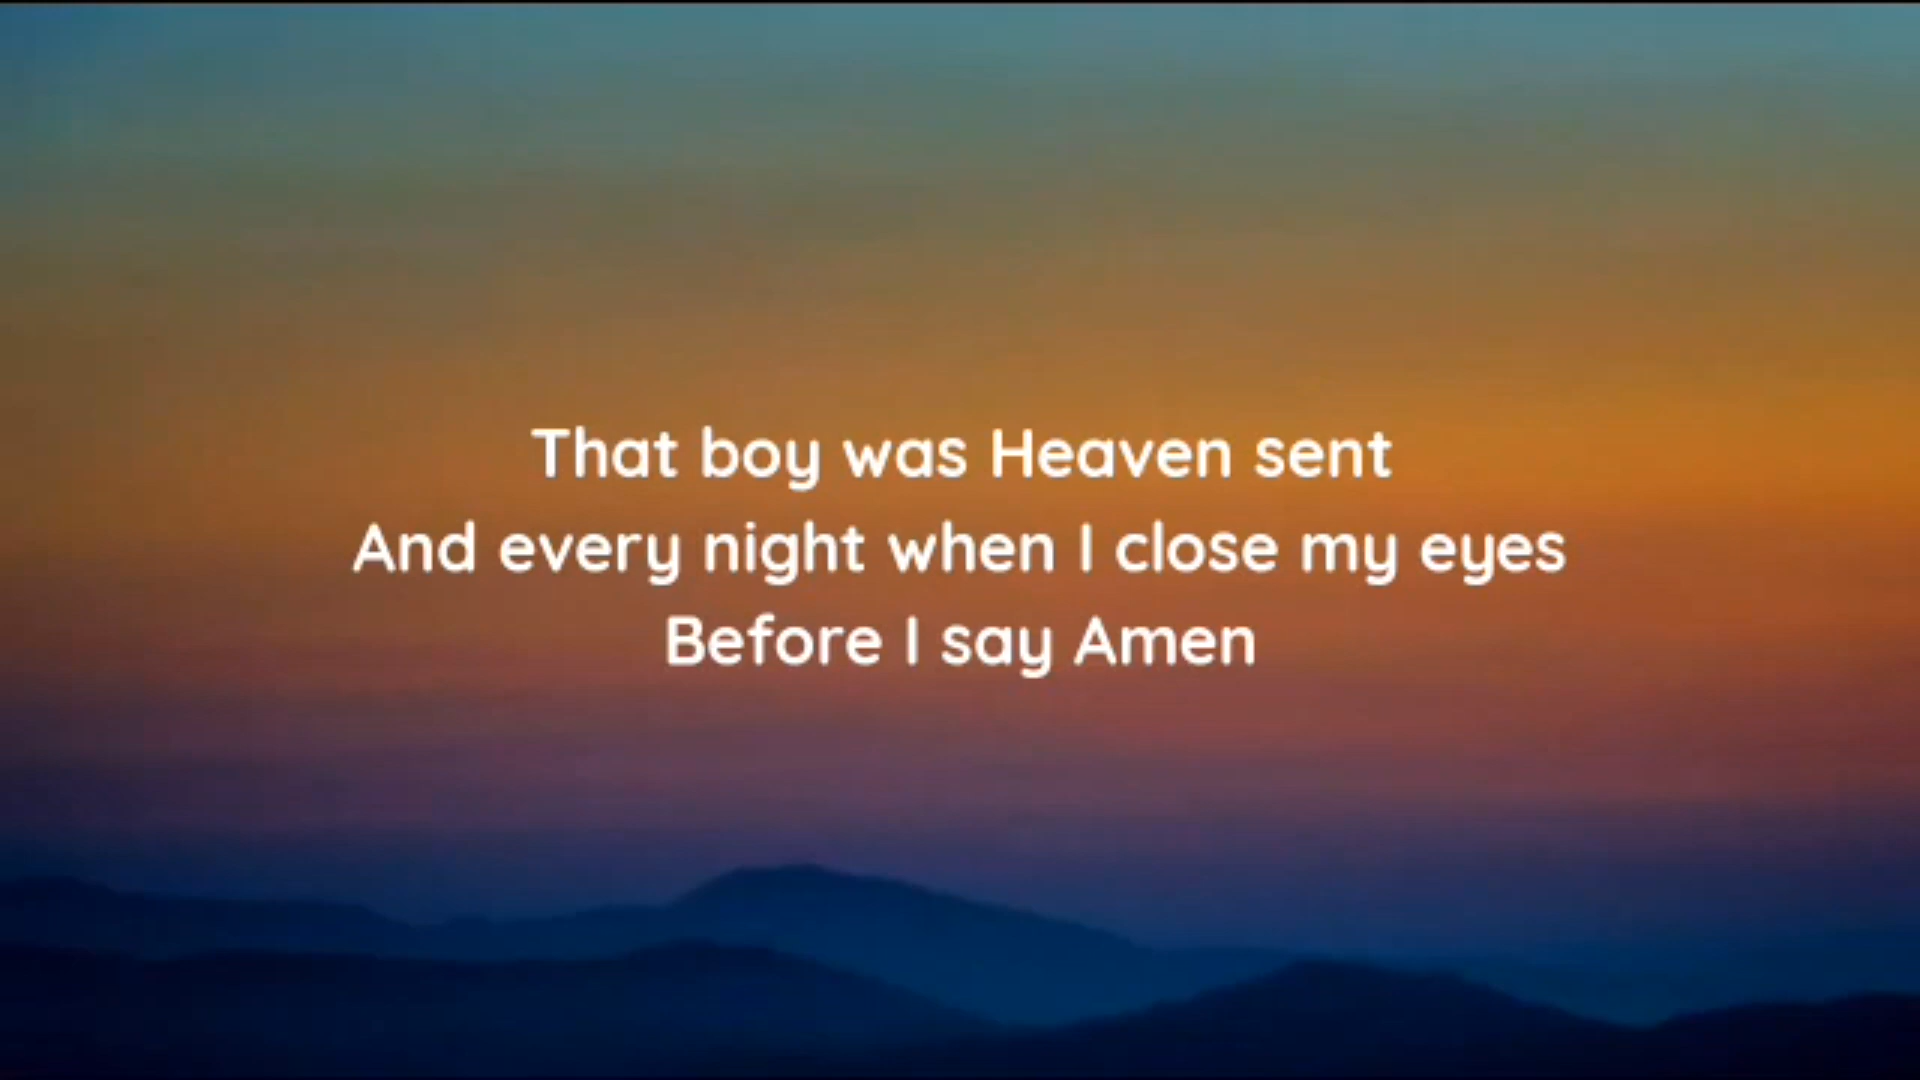 That boy was Heaven sent
And every night when I close my eyes
Before I say Amen